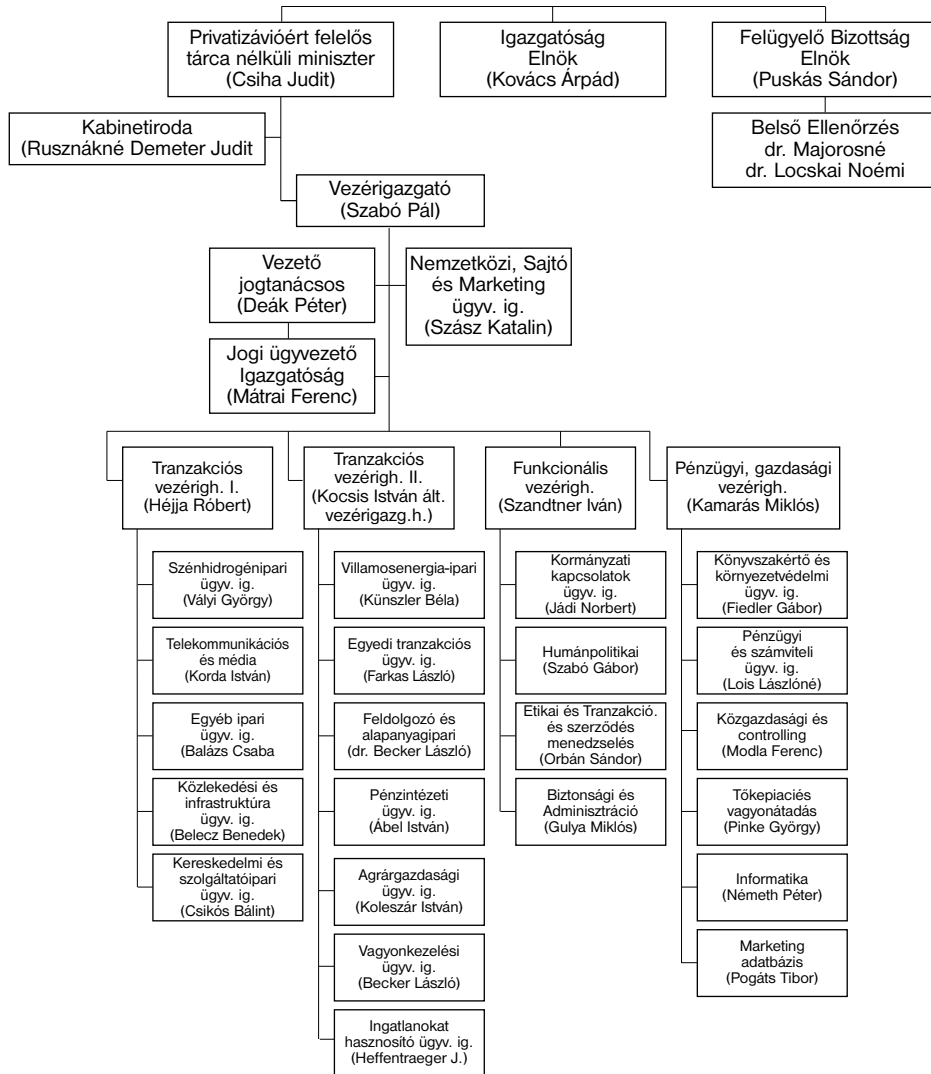 Privatizávióért felelős
tárca nélküli miniszter
(Csiha Judit)
Igazgatóság
Elnök
(Kovács Árpád)
Felügyelő Bizottság
Elnök
(Puskás Sándor)
Kabinetiroda
(Rusznákné Demeter Judit
Belső Ellenőrzés
dr. Majorosné
dr. Locskai Noémi
Vezérigazgató
(Szabó Pál)
Vezető
jogtanácsos
(Deák Péter)
Nemzetközi, Sajtó
és Marketing
ügyv. ig.
(Szász Katalin)
Jogi ügyvezető
Igazgatóság
(Mátrai Ferenc)
Tranzakciós
vezérigh. I.
(Héjja Róbert)
Tranzakciós
vezérigh. II.
(Kocsis István ált.
vezérigazg.h.)
Funkcionális
vezérigh.
(Szandtner Iván)
Pénzügyi, gazdasági
vezérigh.
(Kamarás Miklós)
Szénhidrogénipari
ügyv. ig.
(Vályi György)
Telekommunikációs
és média
(Korda István)
Egyéb ipari
ügyv. ig.
(Balázs Csaba
Közlekedési és
infrastruktúra
ügyv. ig.
(Belecz Benedek)
Kereskedelmi és
szolgáltatóipari
ügyv. ig.
(Csikós Bálint)
Villamosenergia-ipari
ügyv. ig.
(Künszler Béla)
Egyedi tranzakciós
ügyv. ig.
(Farkas László)
Feldolgozó és
alapanyagipari
(dr. Becker László)
Pénzintézeti
ügyv. ig.
(Ábel István)
Agrárgazdasági
ügyv. ig.
(Koleszár István)
Vagyonkezelési
ügyv. ig.
(Becker László)
Ingatlanokat
hasznosító ügyv. ig.
(Heffentraeger J.)
Kormányzati
kapcsolatok
ügyv. ig.
(Jádi Norbert)
Humánpolitikai
(Szabó Gábor)
Etikai és Tranzakció.
és szerződés
menedzselés
(Orbán Sándor)
Biztonsági és
Adminisztráció
(Gulya Miklós)
Könyvszakértő és
környezetvédelmi
ügyv. ig.
(Fiedler Gábor)
Pénzügyi
és számviteli
ügyv. ig.
(Lois Lászlóné)
Közgazdasági és
controlling
(Modla Ferenc)
Tőkepiaciés
vagyonátadás
(Pinke György)
Informatika
(Németh Péter)
Marketing
adatbázis
(Pogáts Tibor)